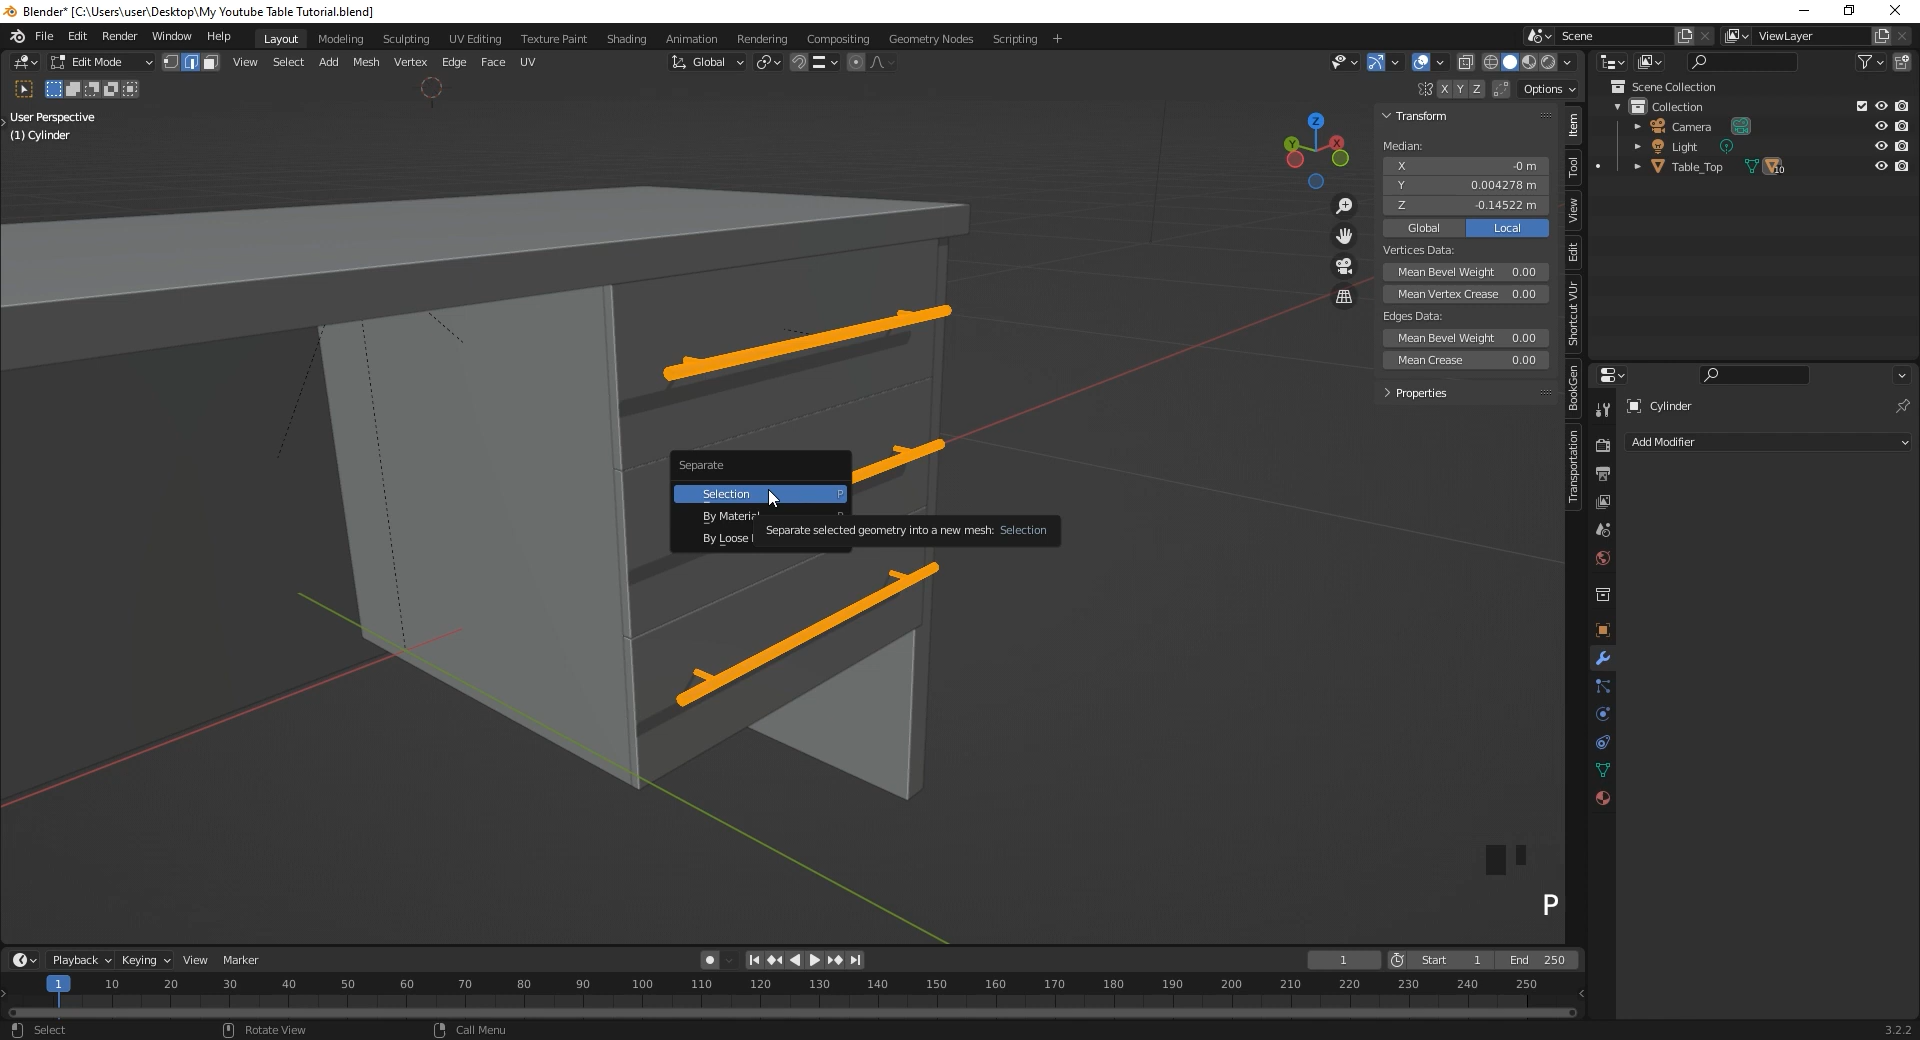 Blender* [C:\Users\user\Desktop\My Youtube Table Tutorial.blend]
File Edit Render Window Help Layout Modeling Sculpting UV Editing Texture Paint Shading Animation Rendering Compositing Geometry Nodes Scripting + Scene ViewLayer
Edit Mode View Select Add Mesh Vertex Edge Face UV Global
X Y Z Options
User Perspective
(1) Cylinder
Z
Y X
Transform
Median:
X -0 m
Y 0.004278 m
Z -0.14522 m
Global Local
Vertices Data:
Mean Bevel Weight 0.00
Mean Vertex Crease 0.00
Edges Data:
Mean Bevel Weight 0.00
Mean Crease 0.00
Properties
Item
Tool
View
Edit
Shortcut VUr
BookGen
Transportation
Scene Collection
Collection
Camera
Light
Table_Top 10
Cylinder
Add Modifier
Separate
Selection P
By Material P
By Loose
Separate selected geometry into a new mesh: Selection
P
Playback Keying View Marker 1 Start 1 End 250
1 10 20 30 40 50 60 70 80 90 100 110 120 130 140 150 160 170 180 190 200 210 220 230 240 250
Select Rotate View Call Menu 3.2.2